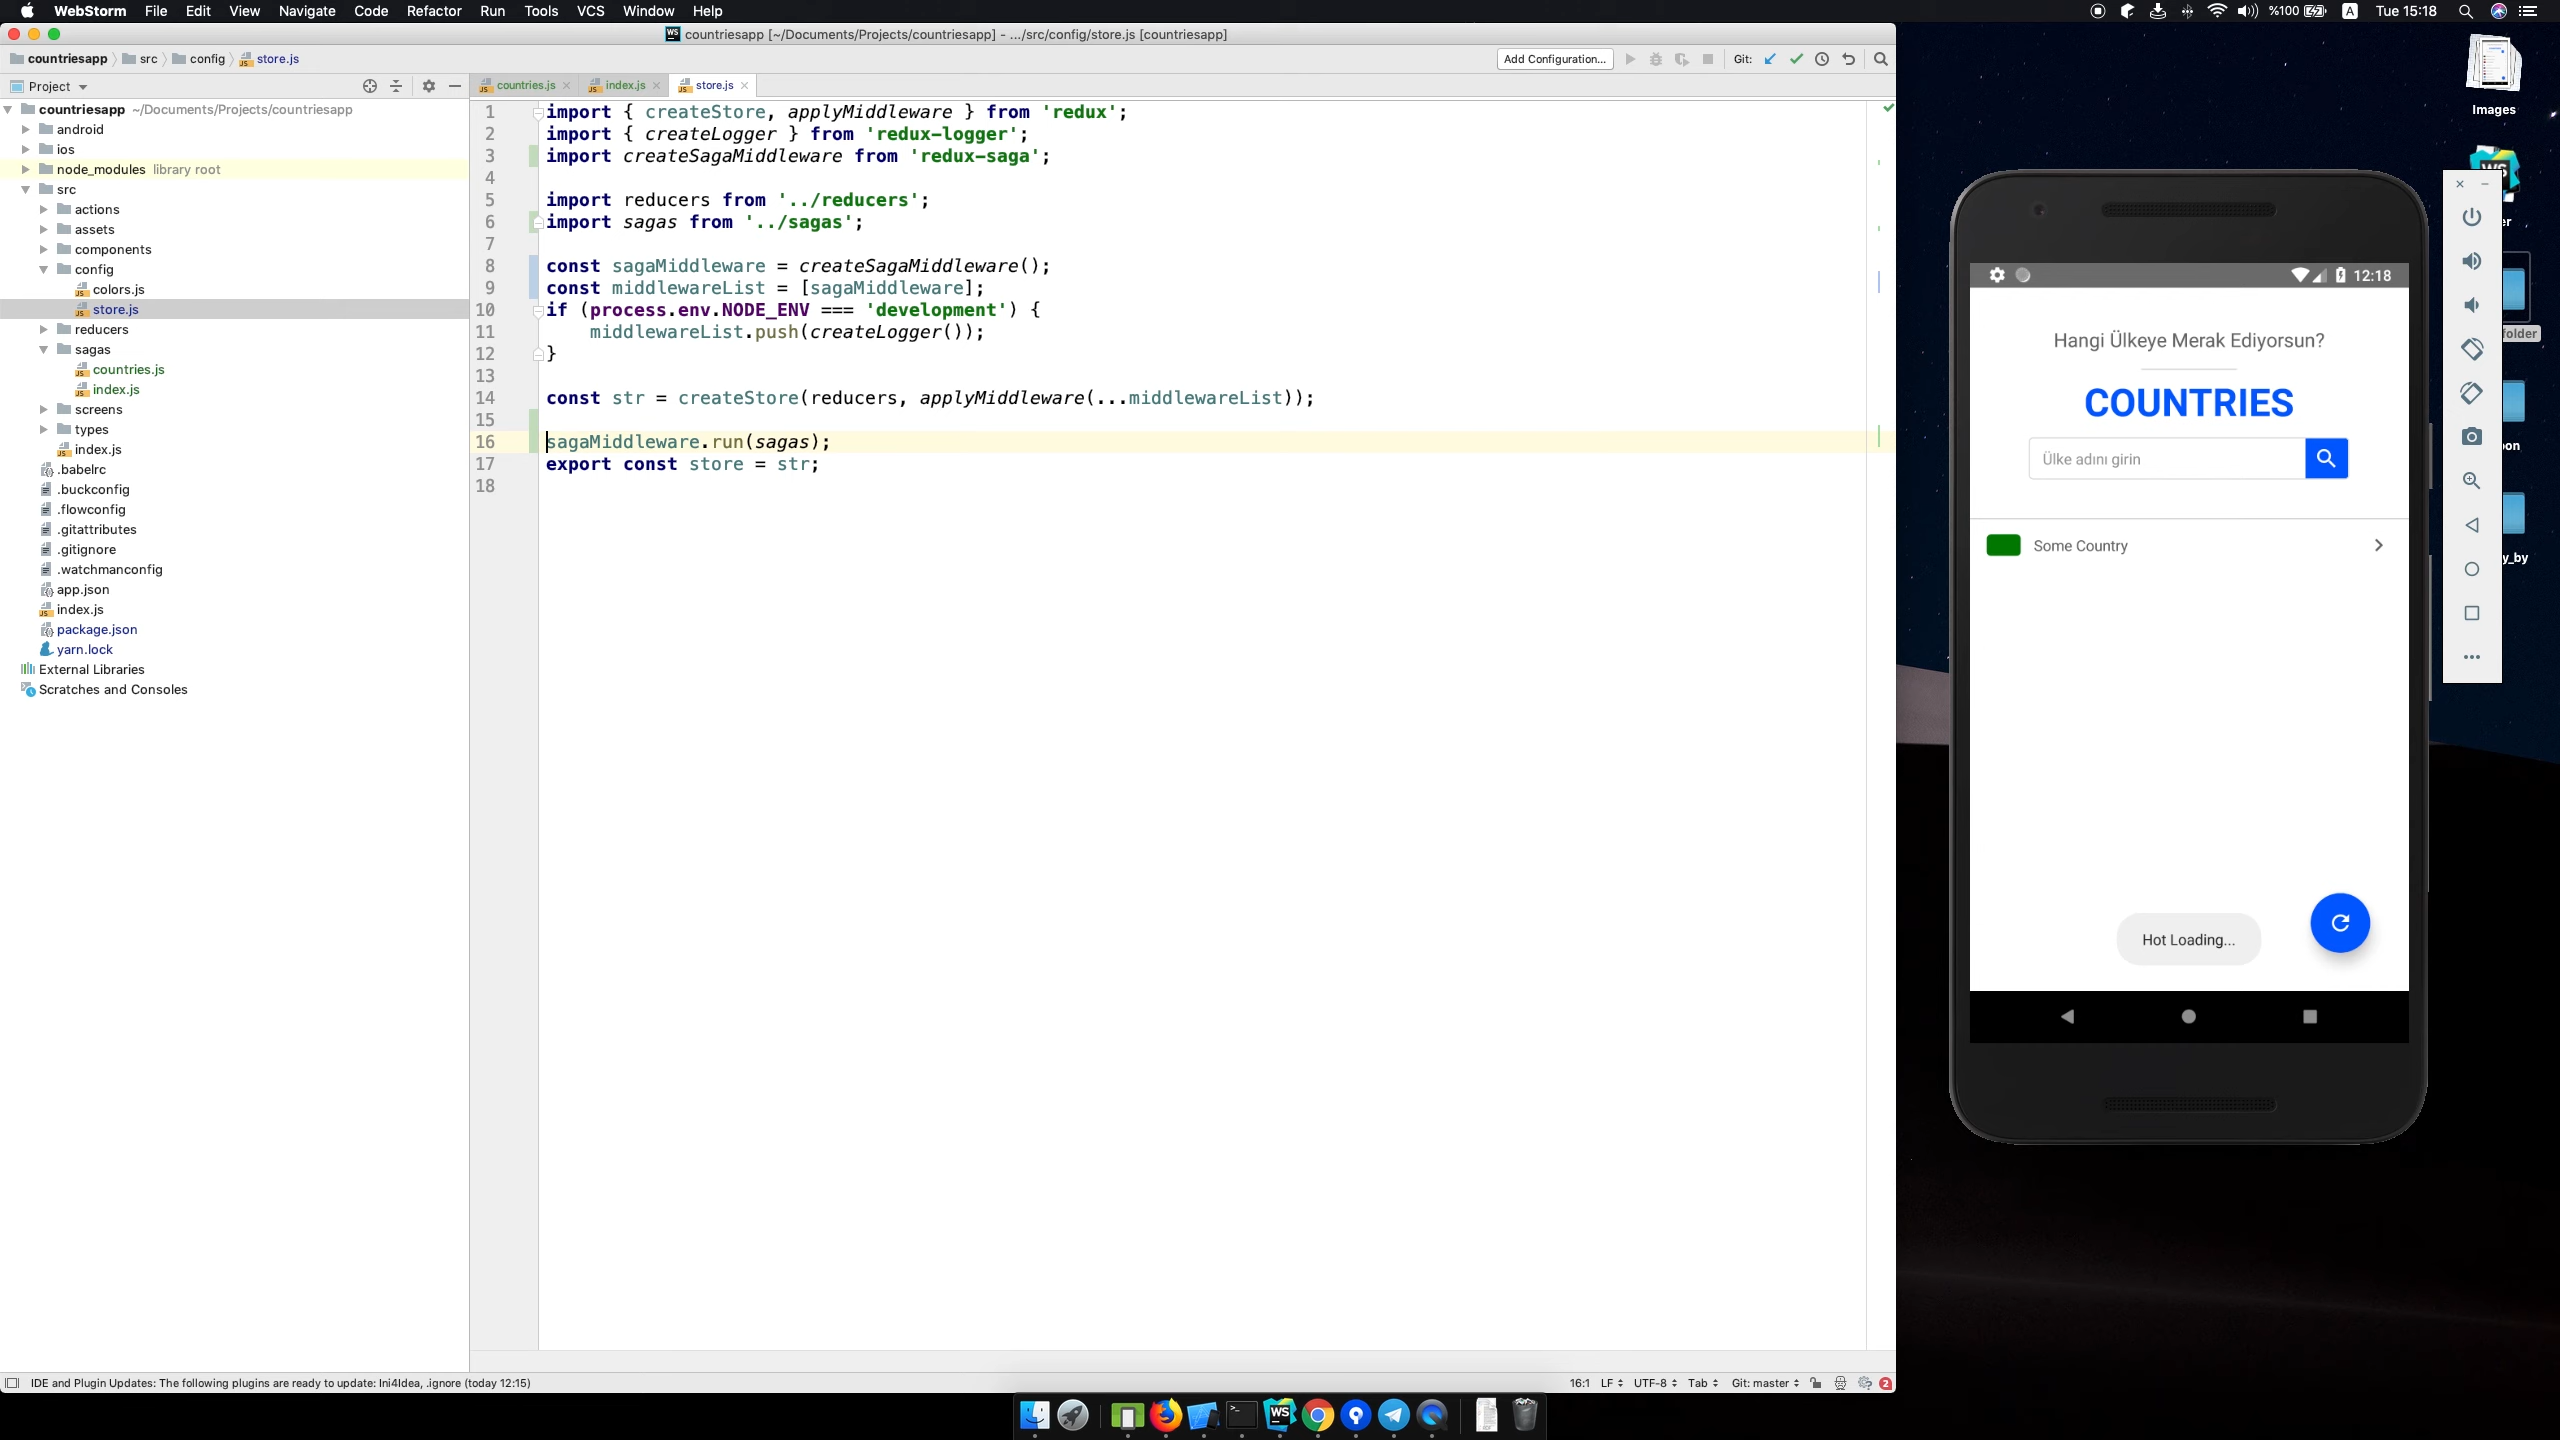 WebStorm File Edit View Navigate Code Refactor Run Tools VCS Window Help
%100 A Tue 15:18
countriesapp [~/Documents/Projects/countriesapp] - .../src/config/store.js [countriesapp]
countriesapp src config store.js
Add Configuration... Git:
Project
countries.js index.js store.js
countriesapp ~/Documents/Projects/countriesapp
android
ios
node_modules library root
src
actions
assets
components
config
colors.js
store.js
reducers
sagas
countries.js
index.js
screens
types
index.js
.babelrc
.buckconfig
.flowconfig
.gitattributes
.gitignore
.watchmanconfig
app.json
index.js
package.json
yarn.lock
External Libraries
Scratches and Consoles
1 import { createStore, applyMiddleware } from 'redux';
2 import { createLogger } from 'redux-logger';
3 import createSagaMiddleware from 'redux-saga';
4
5 import reducers from '../reducers';
6 import sagas from '../sagas';
7
8 const sagaMiddleware = createSagaMiddleware();
9 const middlewareList = [sagaMiddleware];
10 if (process.env.NODE_ENV === 'development') {
11 middlewareList.push(createLogger());
12 }
13
14 const str = createStore(reducers, applyMiddleware(...middlewareList));
15
16 sagaMiddleware.run(sagas);
17 export const store = str;
18
IDE and Plugin Updates: The following plugins are ready to update: Ini4Idea, .ignore (today 12:15)
16:1 LF UTF-8 Tab Git: master 2
Images
WS
er
folder
oon
y_by
12:18
Hangi Ülkeye Merak Ediyorsun?
COUNTRIES
Ülke adını girin
Some Country
Hot Loading...
WS